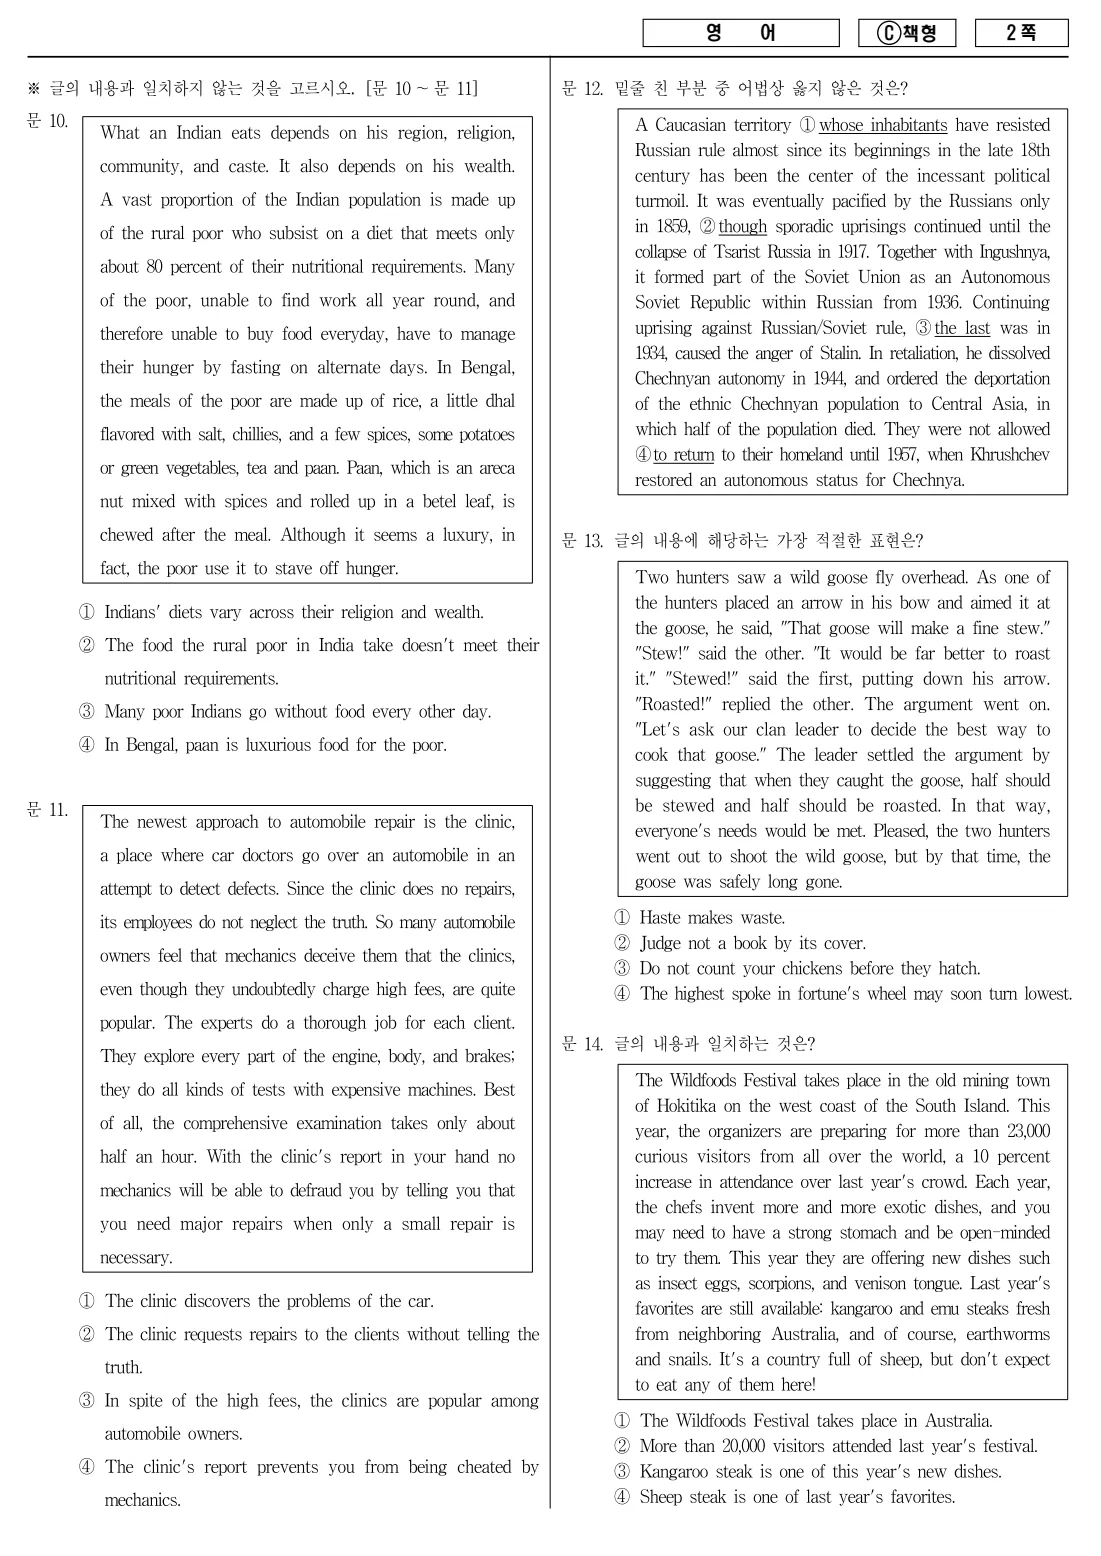 영 어
Ⓒ책형
2쪽
※ 글의 내용과 일치하지 않는 것을 고르시오. [문 10 ~ 문 11]
문 10.
What an Indian eats depends on his region, religion,
community, and caste. It also depends on his wealth.
A vast proportion of the Indian population is made up
of the rural poor who subsist on a diet that meets only
about 80 percent of their nutritional requirements. Many
of the poor, unable to find work all year round, and
therefore unable to buy food everyday, have to manage
their hunger by fasting on alternate days. In Bengal,
the meals of the poor are made up of rice, a little dhal
flavored with salt, chillies, and a few spices, some potatoes
or green vegetables, tea and paan. Paan, which is an areca
nut mixed with spices and rolled up in a betel leaf, is
chewed after the meal. Although it seems a luxury, in
fact, the poor use it to stave off hunger.
① Indians' diets vary across their religion and wealth.
② The food the rural poor in India take doesn't meet their
nutritional requirements.
③ Many poor Indians go without food every other day.
④ In Bengal, paan is luxurious food for the poor.
문 11.
The newest approach to automobile repair is the clinic,
a place where car doctors go over an automobile in an
attempt to detect defects. Since the clinic does no repairs,
its employees do not neglect the truth. So many automobile
owners feel that mechanics deceive them that the clinics,
even though they undoubtedly charge high fees, are quite
popular. The experts do a thorough job for each client.
They explore every part of the engine, body, and brakes;
they do all kinds of tests with expensive machines. Best
of all, the comprehensive examination takes only about
half an hour. With the clinic's report in your hand no
mechanics will be able to defraud you by telling you that
you need major repairs when only a small repair is
necessary.
① The clinic discovers the problems of the car.
② The clinic requests repairs to the clients without telling the
truth.
③ In spite of the high fees, the clinics are popular among
automobile owners.
④ The clinic's report prevents you from being cheated by
mechanics.
문 12. 밑줄 친 부분 중 어법상 옳지 않은 것은?
A Caucasian territory ① whose inhabitants have resisted
Russian rule almost since its beginnings in the late 18th
century has been the center of the incessant political
turmoil. It was eventually pacified by the Russians only
in 1859, ② though sporadic uprisings continued until the
collapse of Tsarist Russia in 1917. Together with Ingushnya,
it formed part of the Soviet Union as an Autonomous
Soviet Republic within Russian from 1936. Continuing
uprising against Russian/Soviet rule, ③ the last was in
1934, caused the anger of Stalin. In retaliation, he dissolved
Chechnyan autonomy in 1944, and ordered the deportation
of the ethnic Chechnyan population to Central Asia, in
which half of the population died. They were not allowed
④ to return to their homeland until 1957, when Khrushchev
restored an autonomous status for Chechnya.
문 13. 글의 내용에 해당하는 가장 적절한 표현은?
Two hunters saw a wild goose fly overhead. As one of
the hunters placed an arrow in his bow and aimed it at
the goose, he said, "That goose will make a fine stew."
"Stew!" said the other. "It would be far better to roast
it." "Stewed!" said the first, putting down his arrow.
"Roasted!" replied the other. The argument went on.
"Let's ask our clan leader to decide the best way to
cook that goose." The leader settled the argument by
suggesting that when they caught the goose, half should
be stewed and half should be roasted. In that way,
everyone's needs would be met. Pleased, the two hunters
went out to shoot the wild goose, but by that time, the
goose was safely long gone.
① Haste makes waste.
② Judge not a book by its cover.
③ Do not count your chickens before they hatch.
④ The highest spoke in fortune's wheel may soon turn lowest.
문 14. 글의 내용과 일치하는 것은?
The Wildfoods Festival takes place in the old mining town
of Hokitika on the west coast of the South Island. This
year, the organizers are preparing for more than 23,000
curious visitors from all over the world, a 10 percent
increase in attendance over last year's crowd. Each year,
the chefs invent more and more exotic dishes, and you
may need to have a strong stomach and be open-minded
to try them. This year they are offering new dishes such
as insect eggs, scorpions, and venison tongue. Last year's
favorites are still available: kangaroo and emu steaks fresh
from neighboring Australia, and of course, earthworms
and snails. It's a country full of sheep, but don't expect
to eat any of them here!
① The Wildfoods Festival takes place in Australia.
② More than 20,000 visitors attended last year's festival.
③ Kangaroo steak is one of this year's new dishes.
④ Sheep steak is one of last year's favorites.